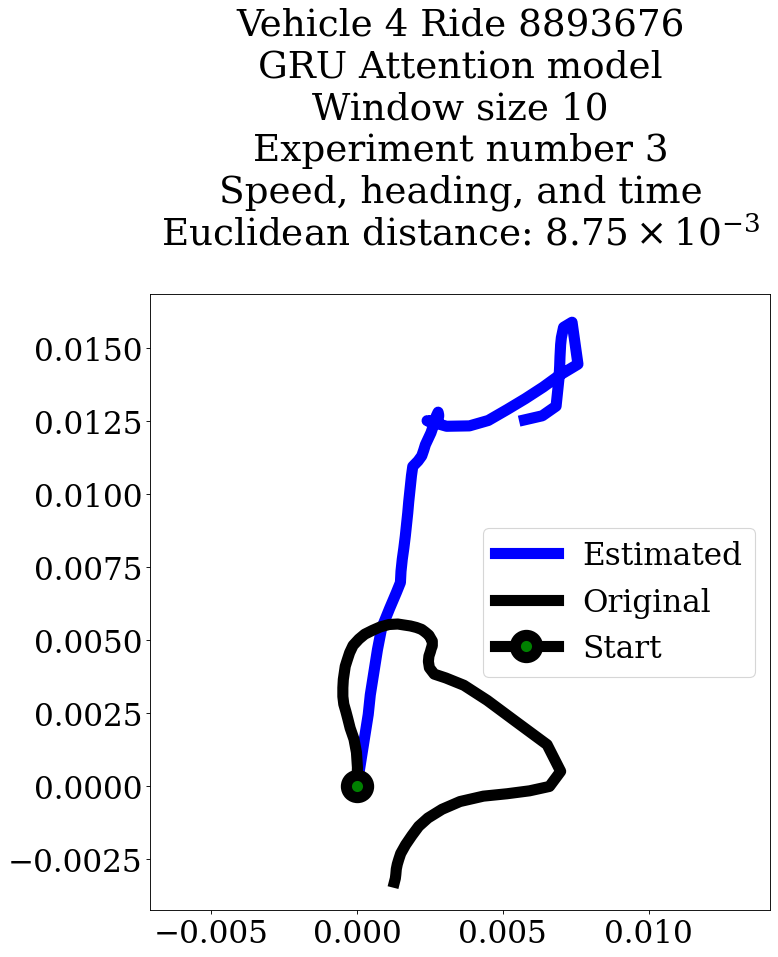 Vehicle 4 Ride 8893676
GRU Attention model
Window size 10
Experiment number 3
Speed, heading, and time
Euclidean distance: 8.75 × 10⁻³
0.0150
0.0125
0.0100
0.0075
0.0050
0.0025
0.0000
−0.0025
Estimated
Original
Start
−0.005
0.000
0.005
0.010